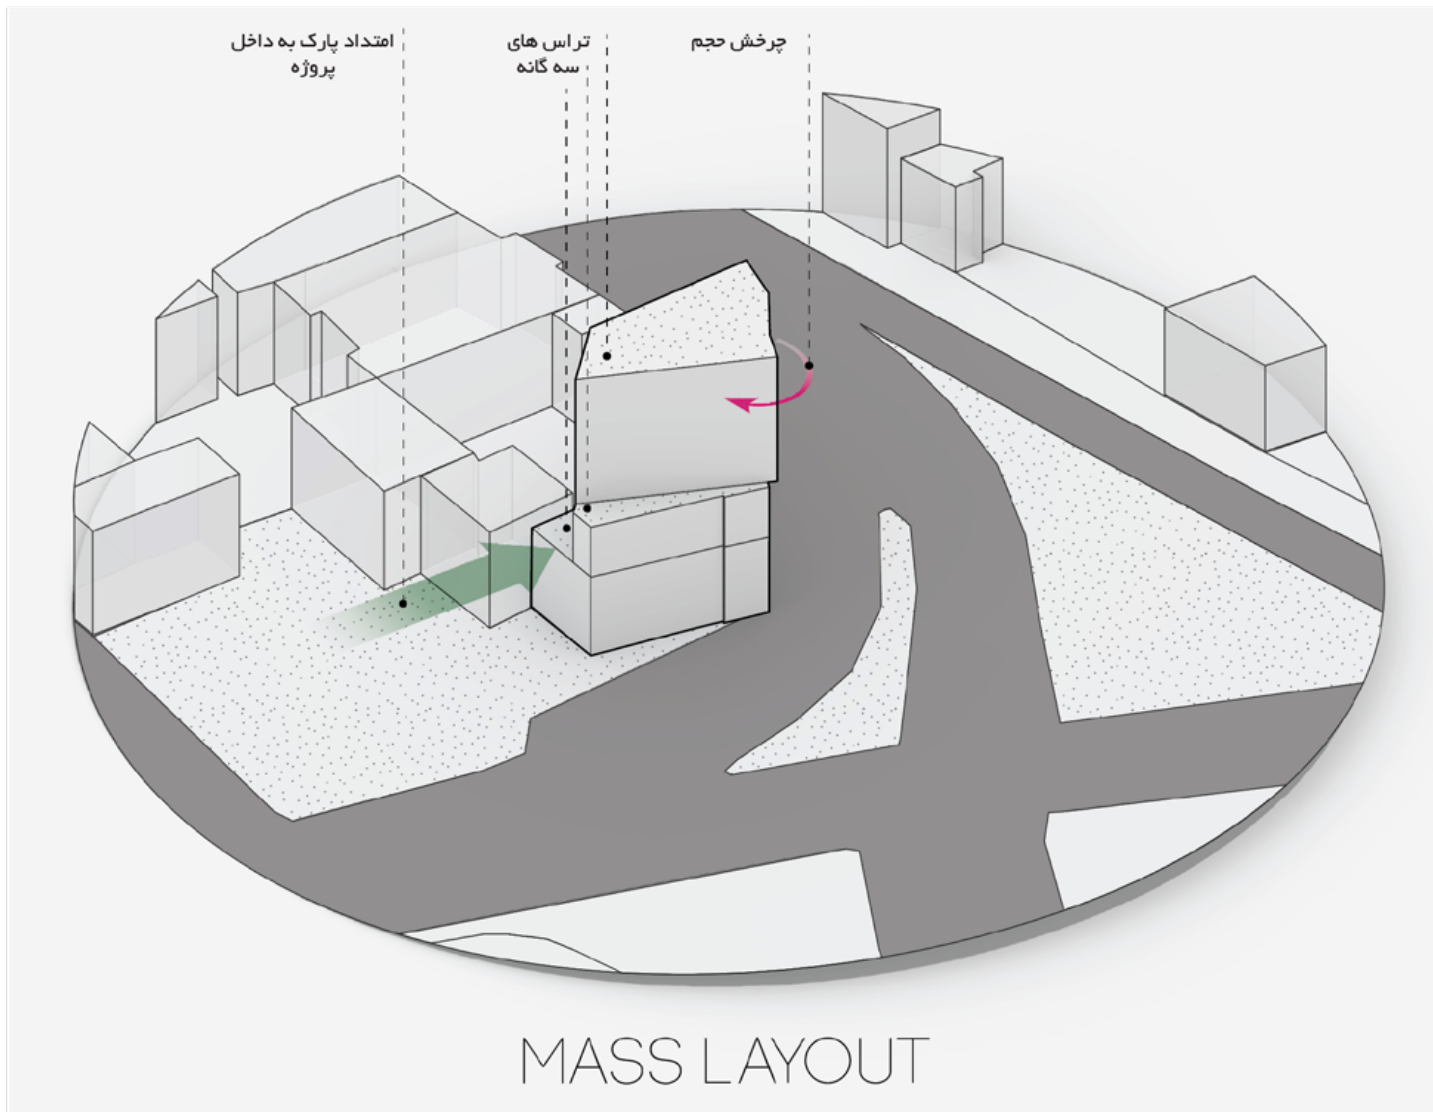 چرخش حجم
تراس های
سه گانه
امتداد پارک به داخل
پروژه
MASS LAYOUT